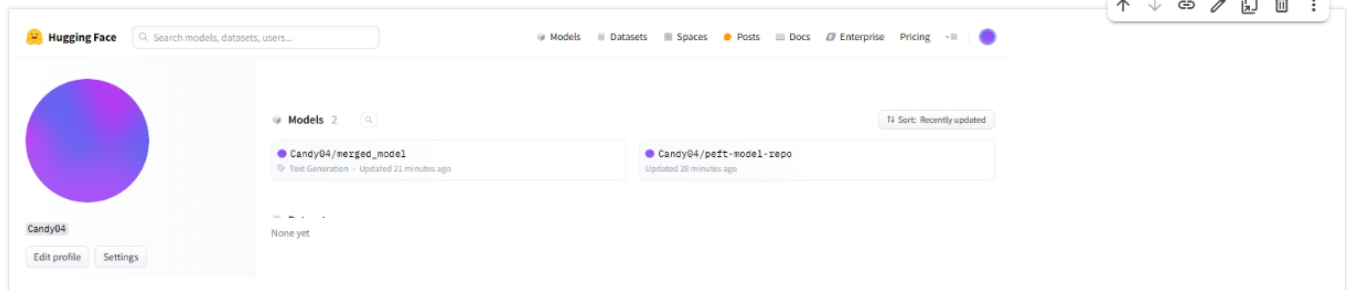 Hugging Face Search models, datasets, users... Models Datasets Spaces Posts Docs Enterprise Pricing
Models 2 Sort: Recently updated
Candy04/merged_model
Text Generation - Updated 21 minutes ago
Candy04/peft-model-repo
Updated 28 minutes ago
None yet
Candy04
Edit profile Settings